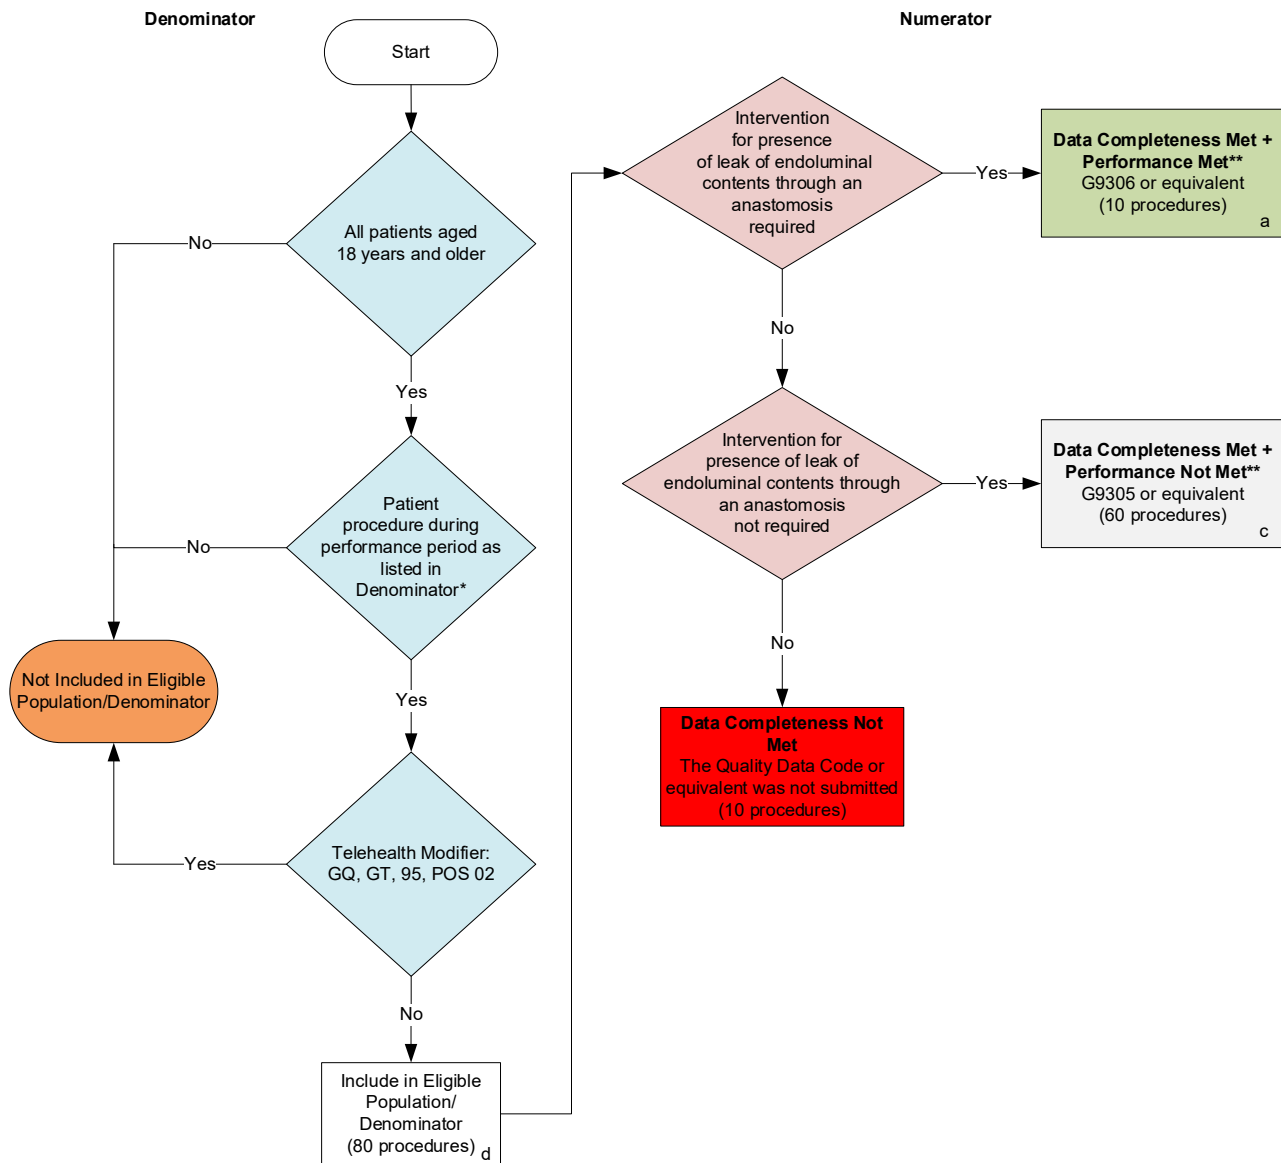 Denominator
Numerator
Start
All patients aged
18 years and older
No
Yes
Patient
procedure during
performance period as
listed in
Denominator*
No
Yes
Not Included in Eligible
Population/Denominator
Telehealth Modifier:
GQ, GT, 95, POS 02
Yes
No
Include in Eligible
Population/
Denominator
(80 procedures)
d
Intervention
for presence
of leak of endoluminal
contents through an
anastomosis
required
Yes
Data Completeness Met +
Performance Met**
G9306 or equivalent
(10 procedures)
a
No
Intervention for
presence of leak of
endoluminal contents through
an anastomosis
not required
Yes
Data Completeness Met +
Performance Not Met**
G9305 or equivalent
(60 procedures)
c
No
Data Completeness Not
Met
The Quality Data Code or
equivalent was not submitted
(10 procedures)